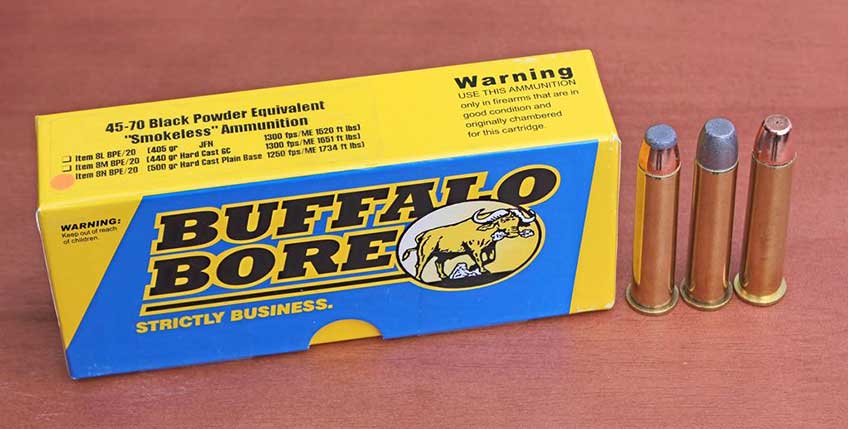 45-70 Black Powder Equivalent
"Smokeless" Ammunition
Item 8L BPE/20 (405 gr JFN 1300 fps/ME 1520 ft lbs)
Item 8M BPE/20 (440 gr Hard Cast GC 1300 fps/ME 1651 ft lbs)
Item 8N BPE/20 (500 gr Hard Cast Plain Base 1250 fps/ME 1734 ft lbs)
Warning
USE THIS AMMUNITION
only in firearms that are in
good condition and
originally chambered
for this cartridge.
WARNING:
Keep out of reach
of children.
BUFFALO
BORE
STRICTLY BUSINESS.